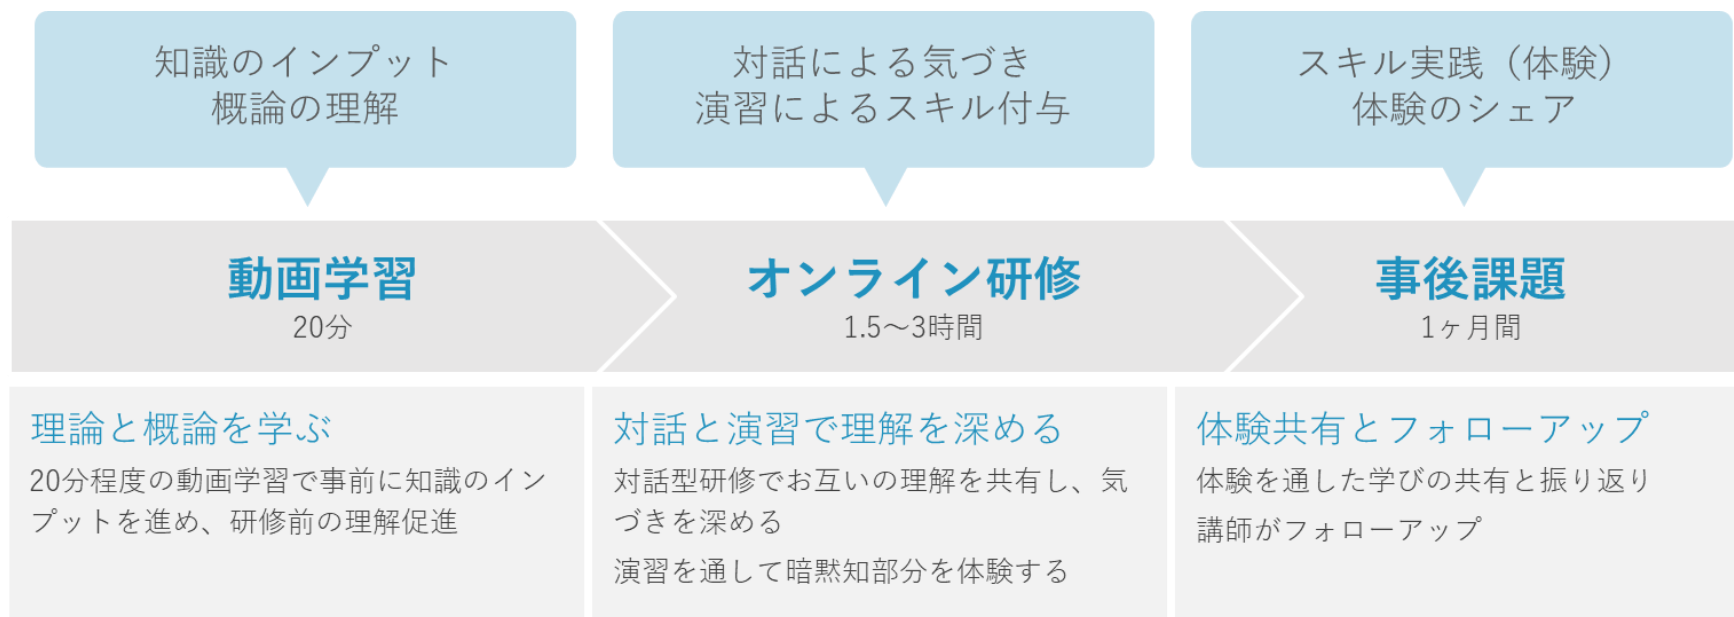 知識のインプット
概論の理解
対話による気づき
演習によるスキル付与
スキル実践（体験）
体験のシェア
動画学習
20分
オンライン研修
1.5～3時間
事後課題
1ヶ月間
理論と概論を学ぶ
20分程度の動画学習で事前に知識のイン
プットを進め、研修前の理解促進
対話と演習で理解を深める
対話型研修でお互いの理解を共有し、気
づきを深める
演習を通して暗黙知部分を体験する
体験共有とフォローアップ
体験を通した学びの共有と振り返り
講師がフォローアップ